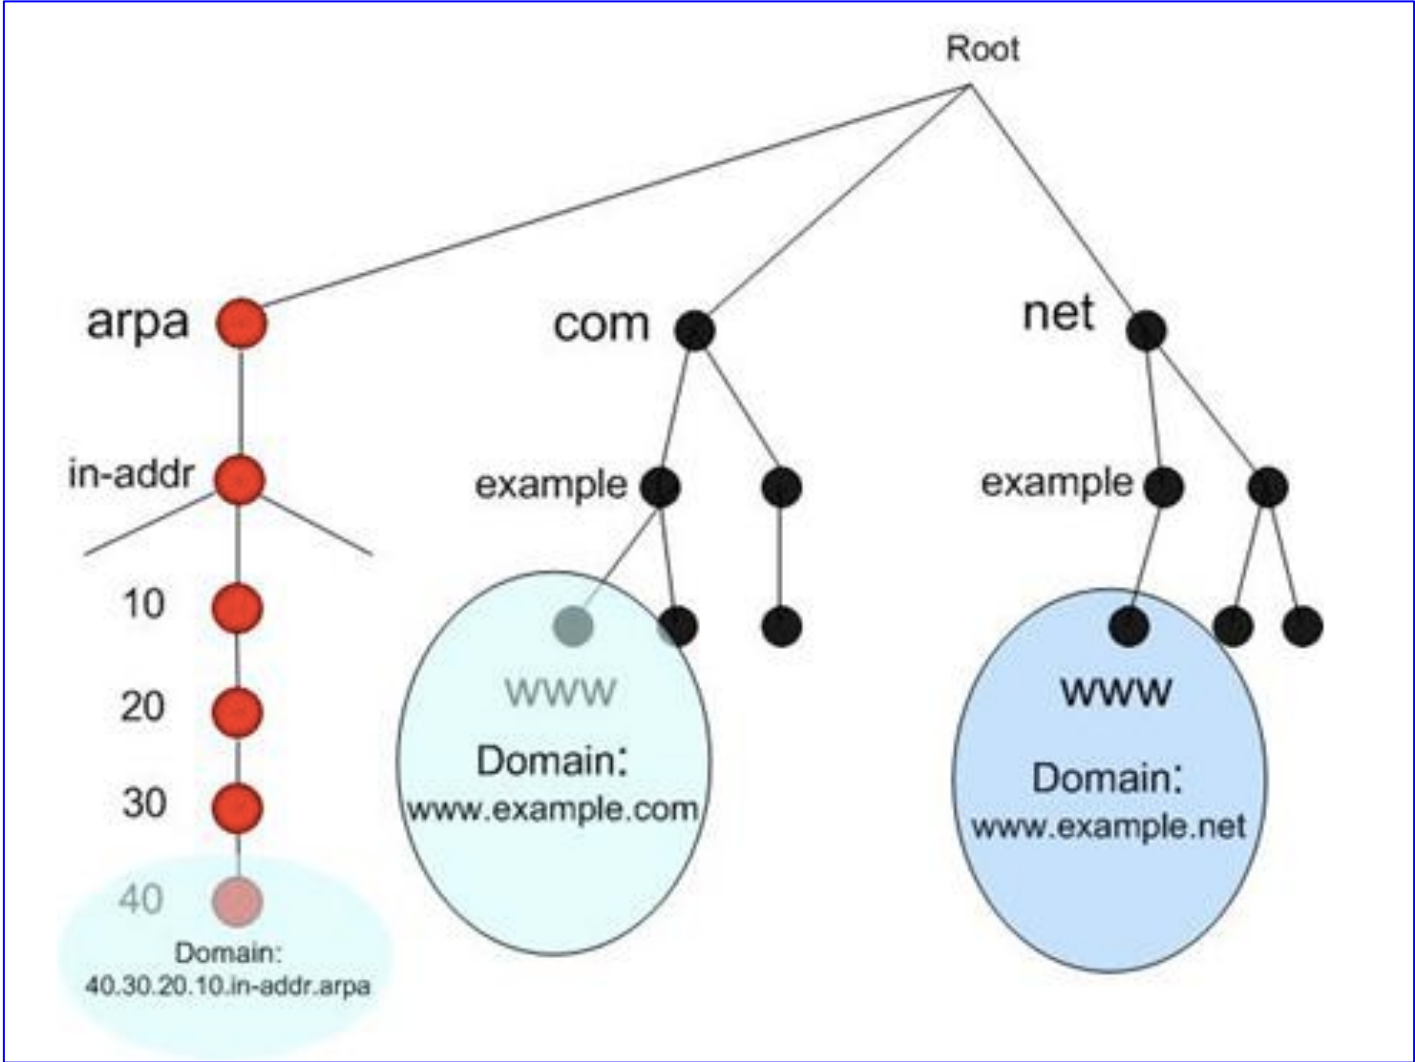 Root
arpa
com
net
in-addr
example
example
10
20
30
40
www
Domain:
www.example.com
www
Domain:
www.example.net
Domain:
40.30.20.10.in-addr.arpa